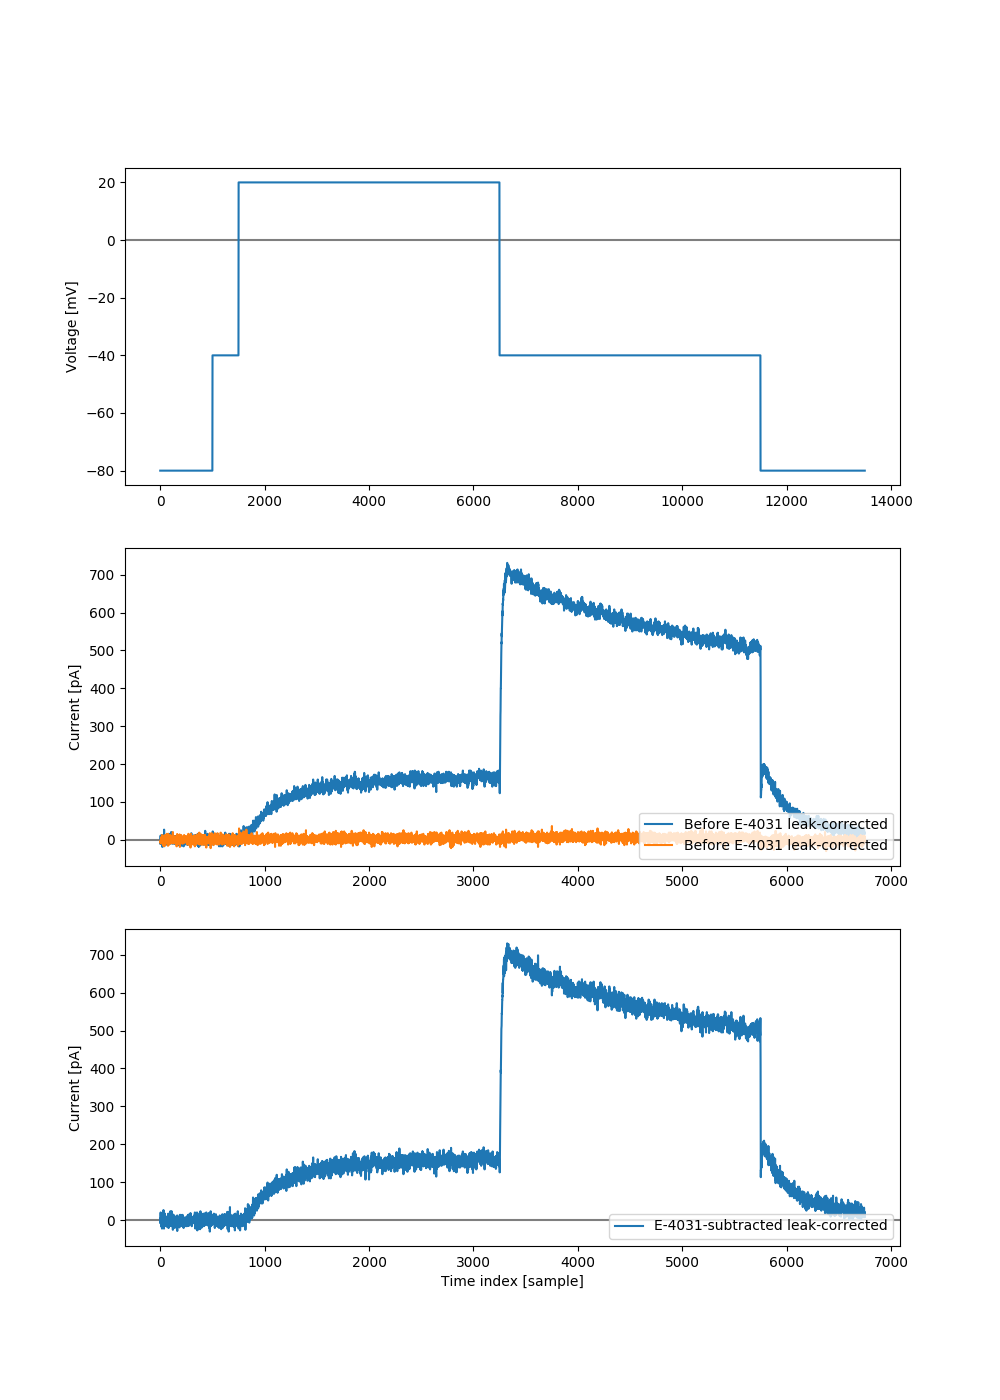 Voltage [mV]
20
0
−20
−40
−60
−80
0 2000 4000 6000 8000 10000 12000 14000
Current [pA]
700
600
500
400
300
200
100
0
Before E-4031 leak-corrected
Before E-4031 leak-corrected
0 1000 2000 3000 4000 5000 6000 7000
Current [pA]
700
600
500
400
300
200
100
0
E-4031-subtracted leak-corrected
0 1000 2000 3000 4000 5000 6000 7000
Time index [sample]